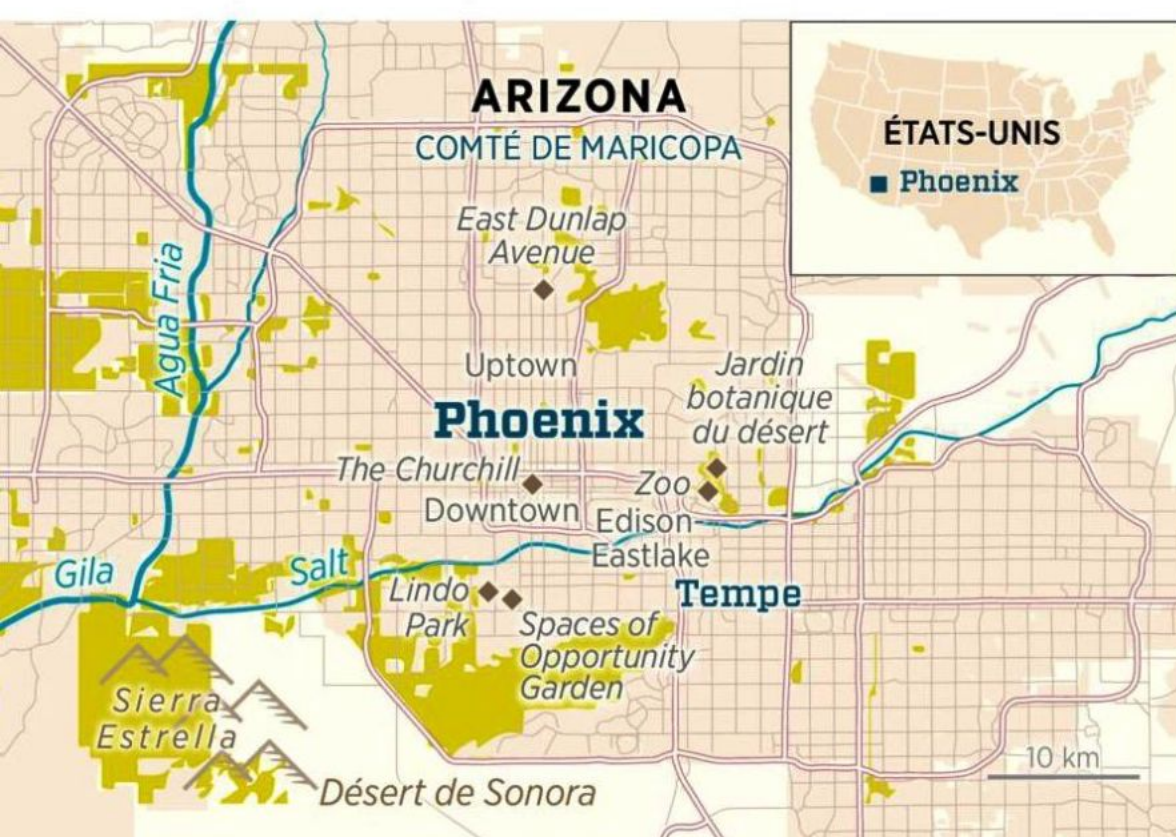 ARIZONA
COMTÉ DE MARICOPA
ÉTATS-UNIS
Phoenix
East Dunlap
Avenue
Agua Fria
Uptown
Jardin
botanique
du désert
Phoenix
The Churchill
Zoo
Downtown
Edison-
Eastlake
Gila
Salt
Lindo
Park
Tempe
Spaces of
Opportunity
Garden
Sierra
Estrélla
10 km
Désert de Sonora